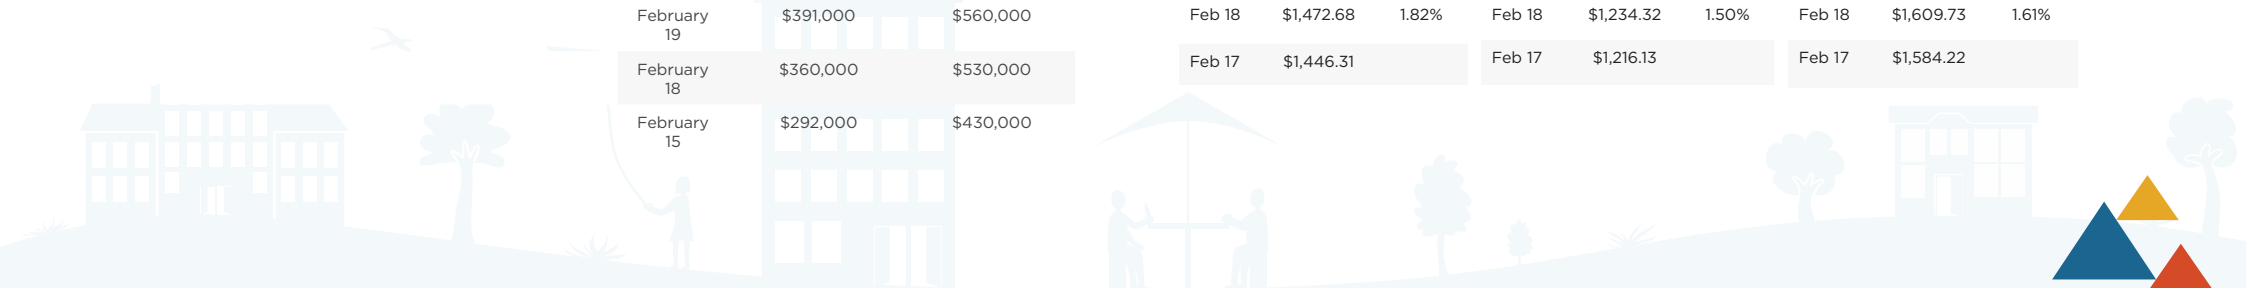 February $391,000 $560,000
19
February $360,000 $530,000
18
February $292,000 $430,000
15
Feb 18 $1,472.68 1.82%
Feb 17 $1,446.31
Feb 18 $1,234.32 1.50%
Feb 17 $1,216.13
Feb 18 $1,609.73 1.61%
Feb 17 $1,584.22